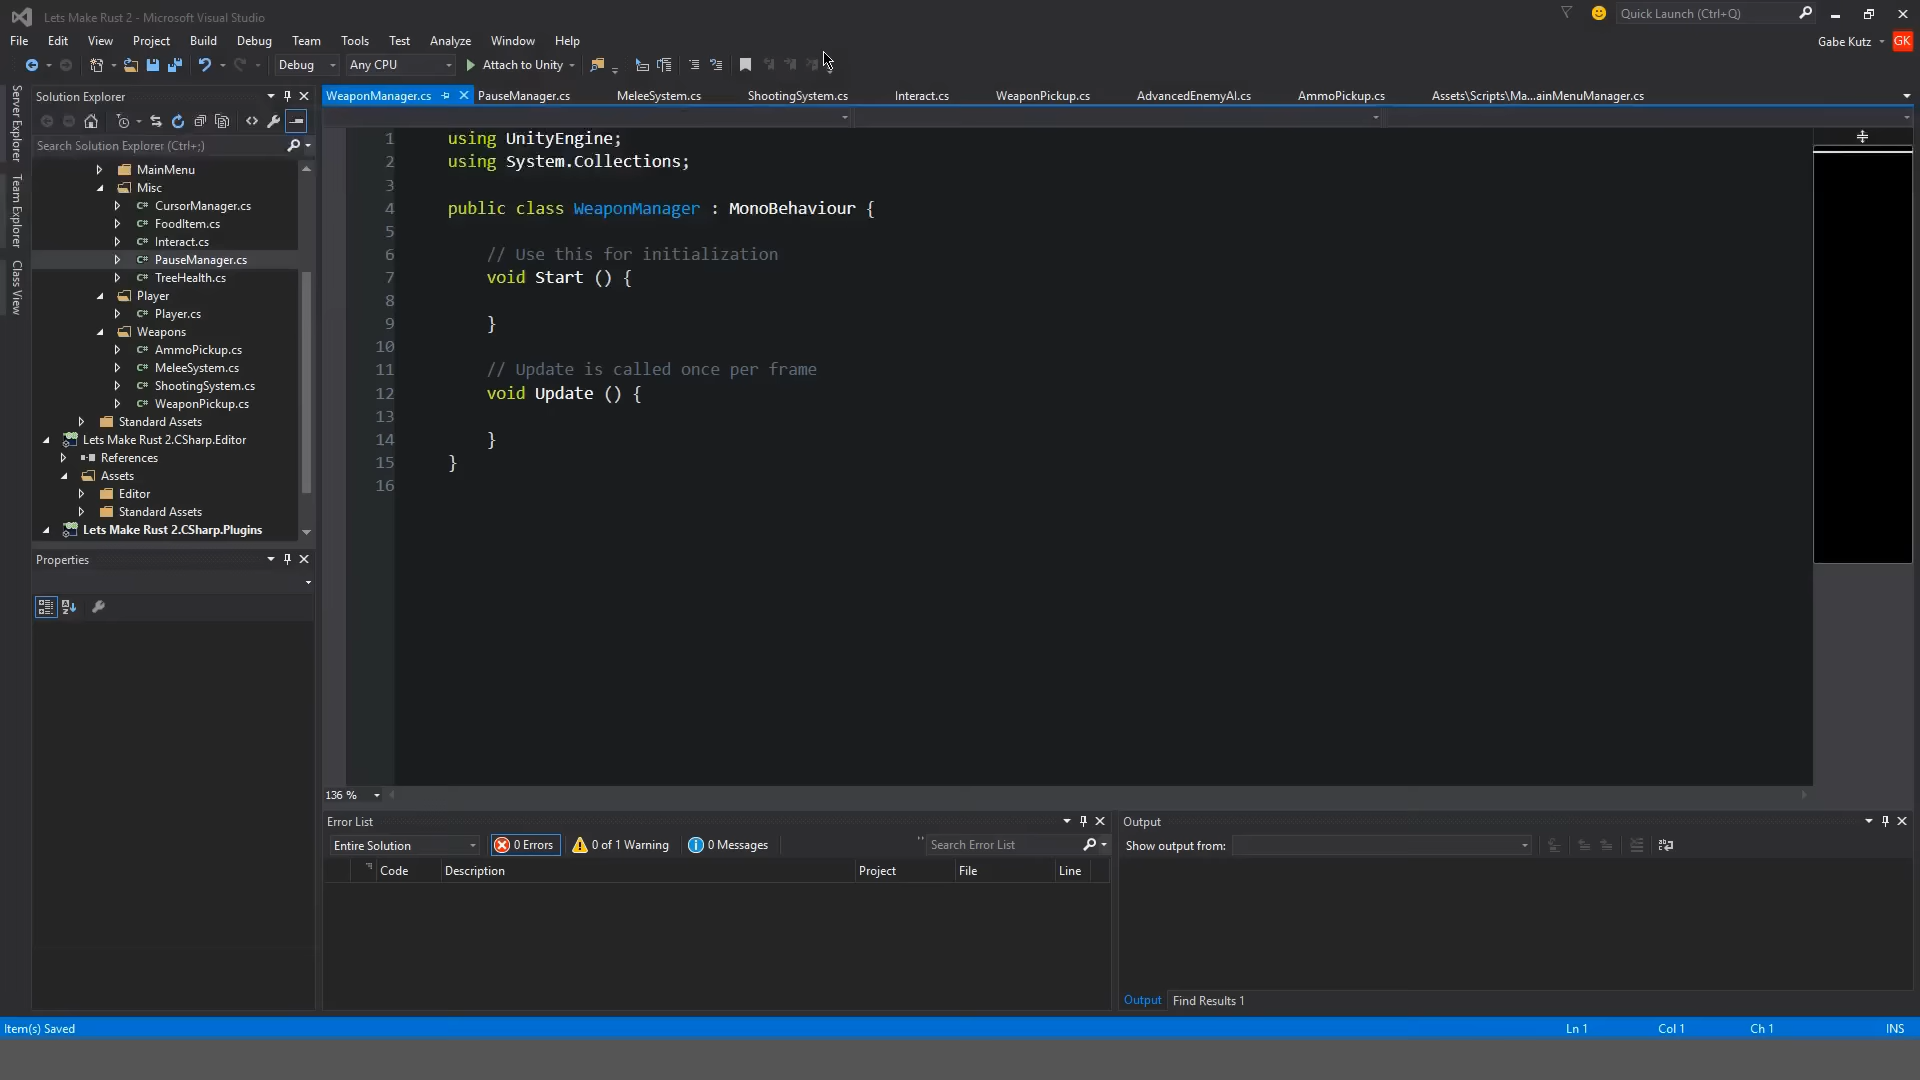 Lets Make Rust 2 - Microsoft Visual Studio
Quick Launch (Ctrl+Q)
File Edit View Project Build Debug Team Tools Test Analyze Window Help
Gabe Kutz GK
Debug Any CPU Attach to Unity
Server Explorer
Team Explorer
Class View
Solution Explorer
Search Solution Explorer (Ctrl+;)
MainMenu
Misc
C# CursorManager.cs
C# FoodItem.cs
C# Interact.cs
C# PauseManager.cs
C# TreeHealth.cs
Player
C# Player.cs
Weapons
C# AmmoPickup.cs
C# MeleeSystem.cs
C# ShootingSystem.cs
C# WeaponPickup.cs
Standard Assets
Lets Make Rust 2.CSharp.Editor
References
Assets
Editor
Standard Assets
Lets Make Rust 2.CSharp.Plugins
Properties
WeaponManager.cs PauseManager.cs MeleeSystem.cs ShootingSystem.cs Interact.cs WeaponPickup.cs AdvancedEnemyAI.cs AmmoPickup.cs Assets\Scripts\Ma...ainMenuManager.cs
1 using UnityEngine;
2 using System.Collections;
3
4 public class WeaponManager : MonoBehaviour {
5
6 // Use this for initialization
7 void Start () {
8
9 }
10
11 // Update is called once per frame
12 void Update () {
13
14 }
15 }
16
136 %
Error List
Entire Solution 0 Errors 0 of 1 Warning 0 Messages Search Error List
Code Description Project File Line
Output
Show output from:
Output Find Results 1
Item(s) Saved Ln 1 Col 1 Ch 1 INS